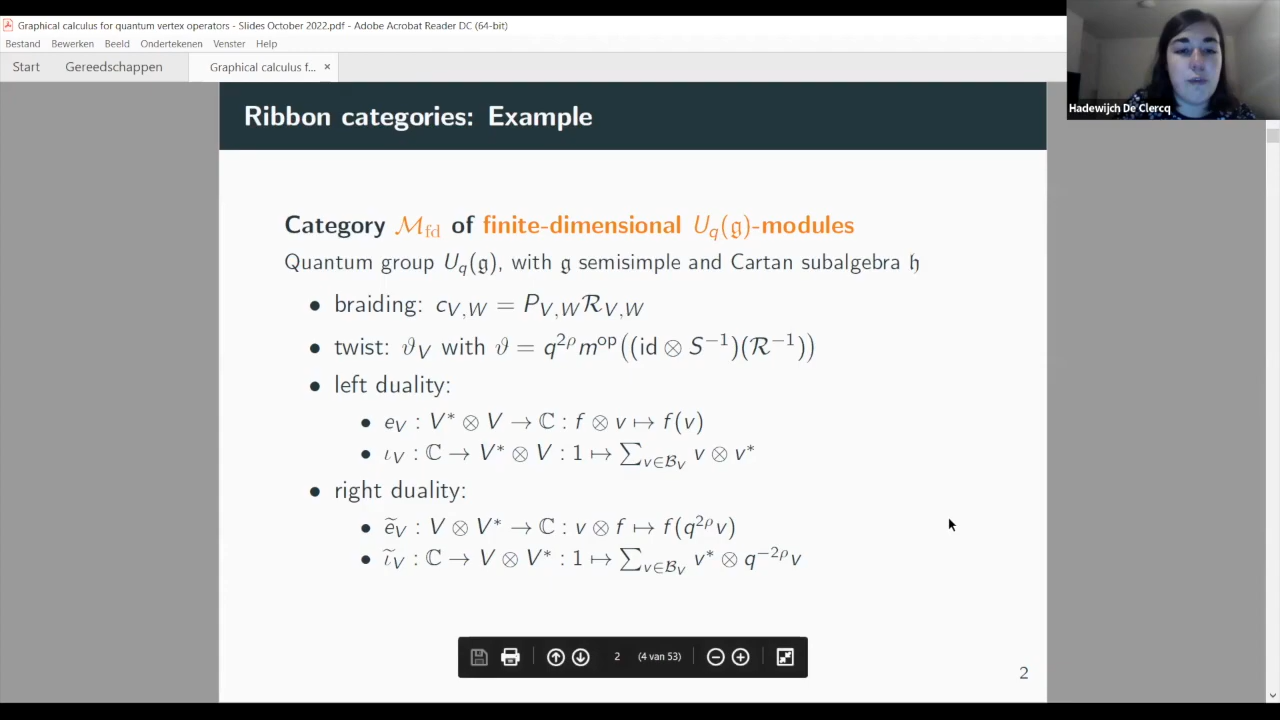 Graphical calculus for quantum vertex operators - Slides October 2022.pdf - Adobe Acrobat Reader DC (64-bit)
Bestand Bewerken Beeld Ondertekenen Venster Help
Start Gereedschappen Graphical calculus f... ×
Hadewijch De Clercq
Ribbon categories: Example
Category 𝓜fd of finite-dimensional U_q(𝔤)-modules
Quantum group U_q(𝔤), with 𝔤 semisimple and Cartan subalgebra 𝔥
• braiding: c_{V,W} = P_{V,W}ℛ_{V,W}
• twist: ϑ_V with ϑ = q^{2ρ}m^{op}((id ⊗ S^{-1})(ℛ^{-1}))
• left duality:
• e_V : V* ⊗ V → ℂ : f ⊗ v ↦ f(v)
• ι_V : ℂ → V* ⊗ V : 1 ↦ ∑_{v∈ℬ_V} v ⊗ v*
• right duality:
• ẽ_V : V ⊗ V* → ℂ : v ⊗ f ↦ f(q^{2ρ}v)
• ι̃_V : ℂ → V ⊗ V* : 1 ↦ ∑_{v∈ℬ_V} v* ⊗ q^{-2ρ}v
2 (4 van 53)
2